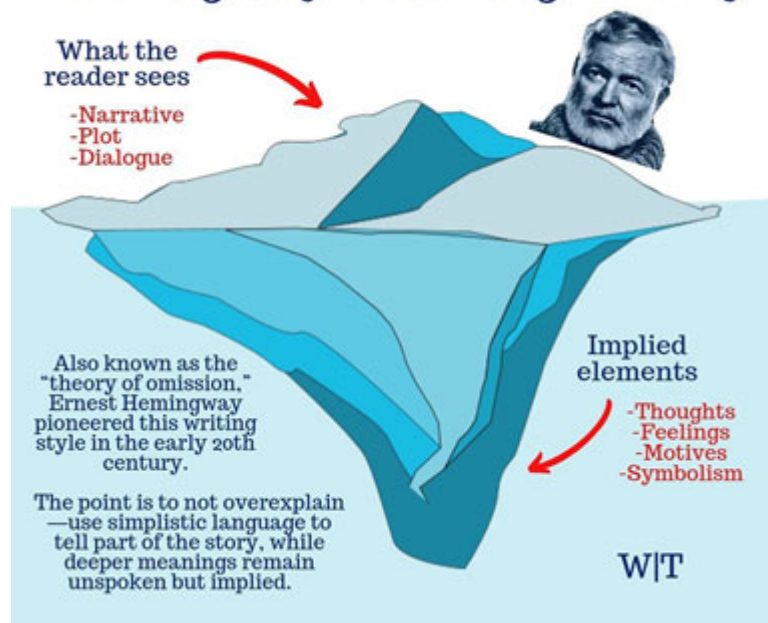 What the
reader sees
-Narrative
-Plot
-Dialogue
Also known as the
"theory of omission,"
Ernest Hemingway
pioneered this writing
style in the early 20th
century.
The point is to not overexplain
—use simplistic language to
tell part of the story, while
deeper meanings remain
unspoken but implied.
Implied
elements
-Thoughts
-Feelings
-Motives
-Symbolism
W|T